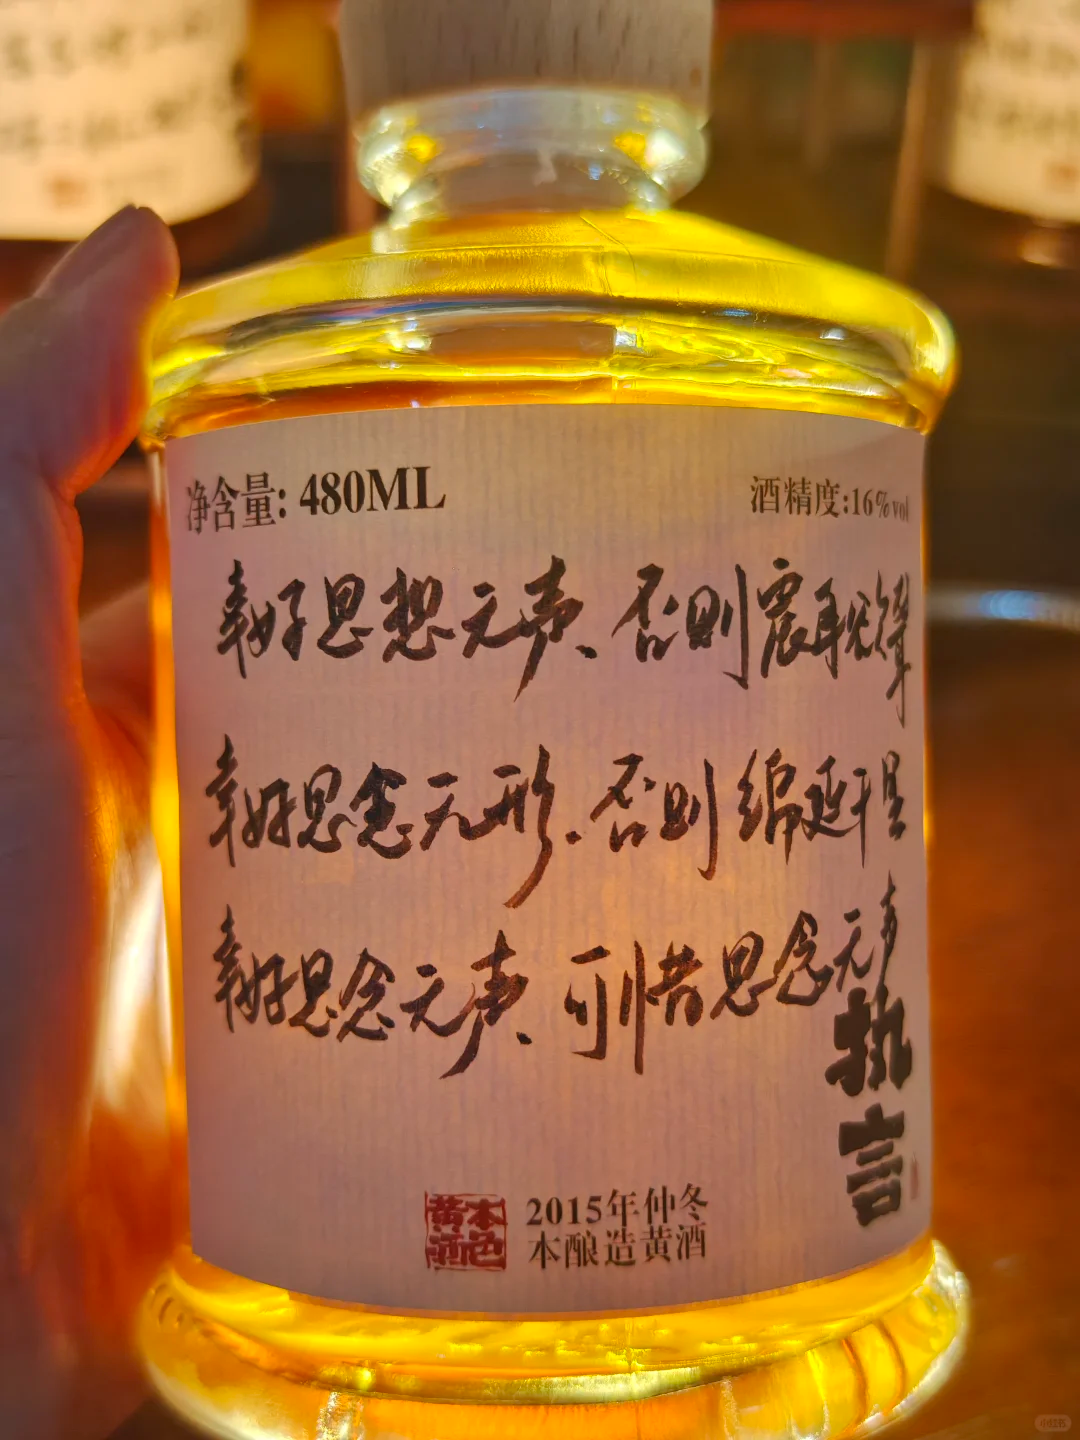 净含量: 480ML
酒精度:16%vol
幸好思想无声、否则震耳欲聋
幸好思念无形、否则绵延千里
幸好思念无声、可惜思念无声
执言
本色黄酒
2015年仲冬
本酿造黄酒
小红书